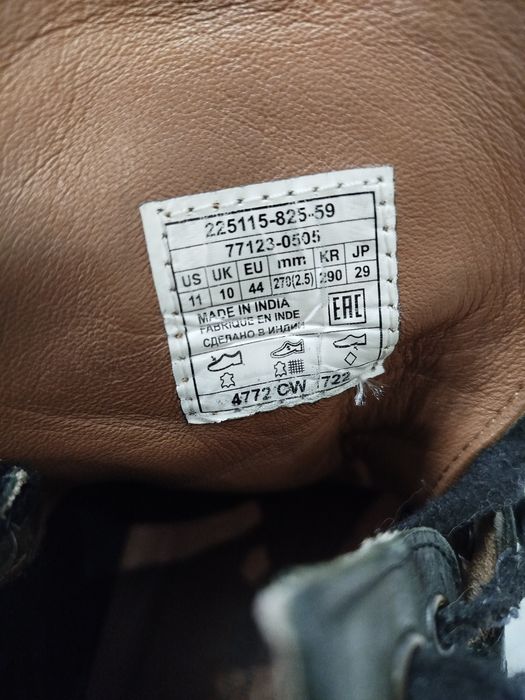 225115-825-59
77123-0505
US UK EU mm KR JP
11 10 44 270(2.5) 290 29
MADE IN INDIA
FABRIQUE EN INDE
СДЕЛАНО В ИНДИИ
EAC
4772 CW 722